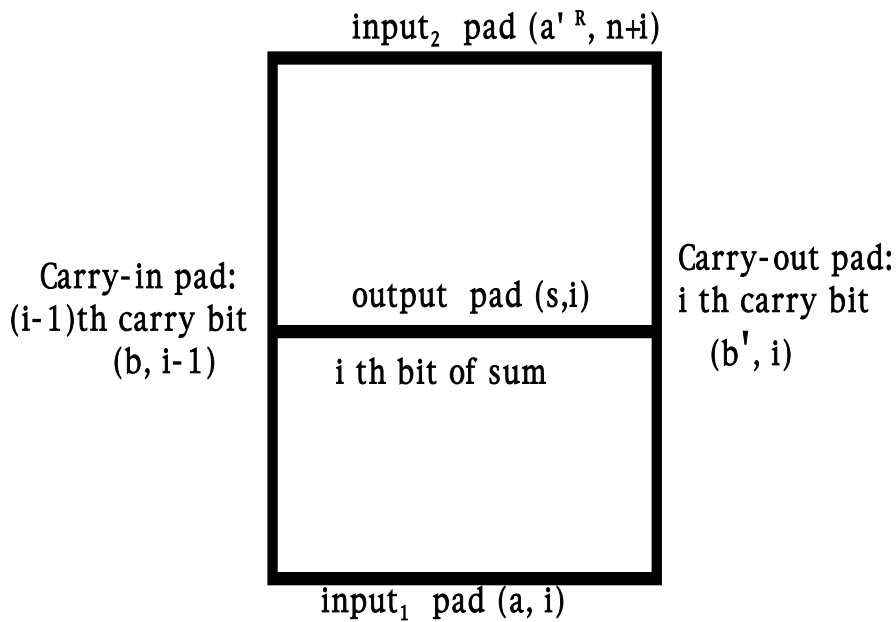 input₂ pad (a' ᴿ, n+i)
Carry-in pad:
(i-1)th carry bit
(b, i-1)
output pad (s,i)
i th bit of sum
Carry-out pad:
i th carry bit
(b', i)
input₁ pad (a, i)